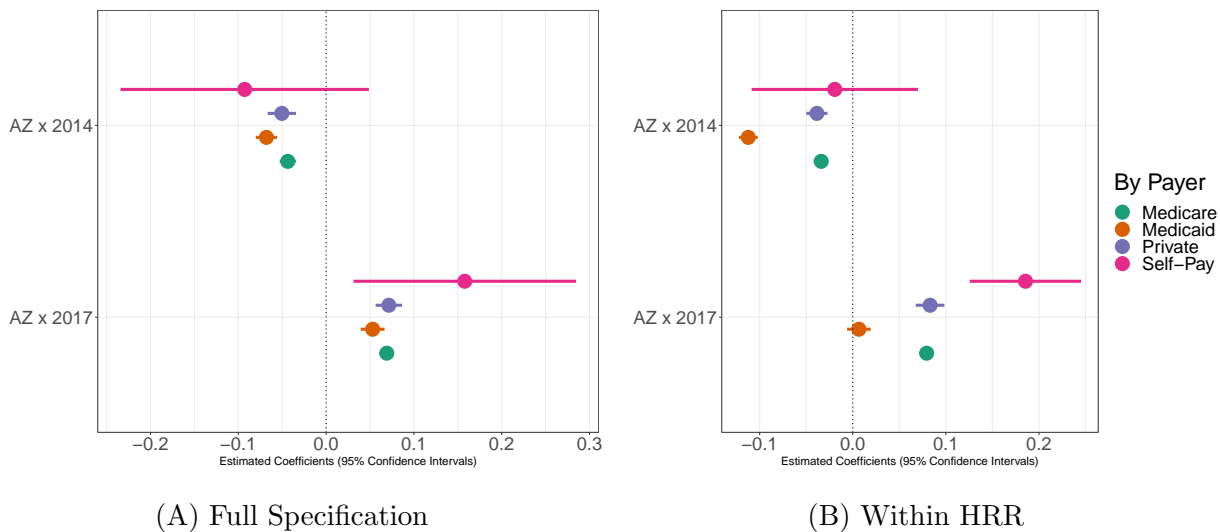 AZ x 2014
AZ x 2017
−0.2 −0.1 0.0 0.1 0.2 0.3
Estimated Coefficients (95% Confidence Intervals)
(A) Full Specification
AZ x 2014
AZ x 2017
−0.1 0.0 0.1 0.2
Estimated Coefficients (95% Confidence Intervals)
(B) Within HRR
By Payer
Medicare
Medicaid
Private
Self−Pay